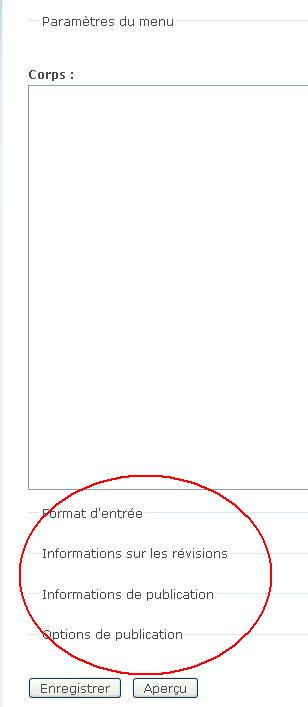 Paramètres du menu
Corps :
Format d'entrée
Informations sur les révisions
Informations de publication
Options de publication
Enregistrer Aperçu